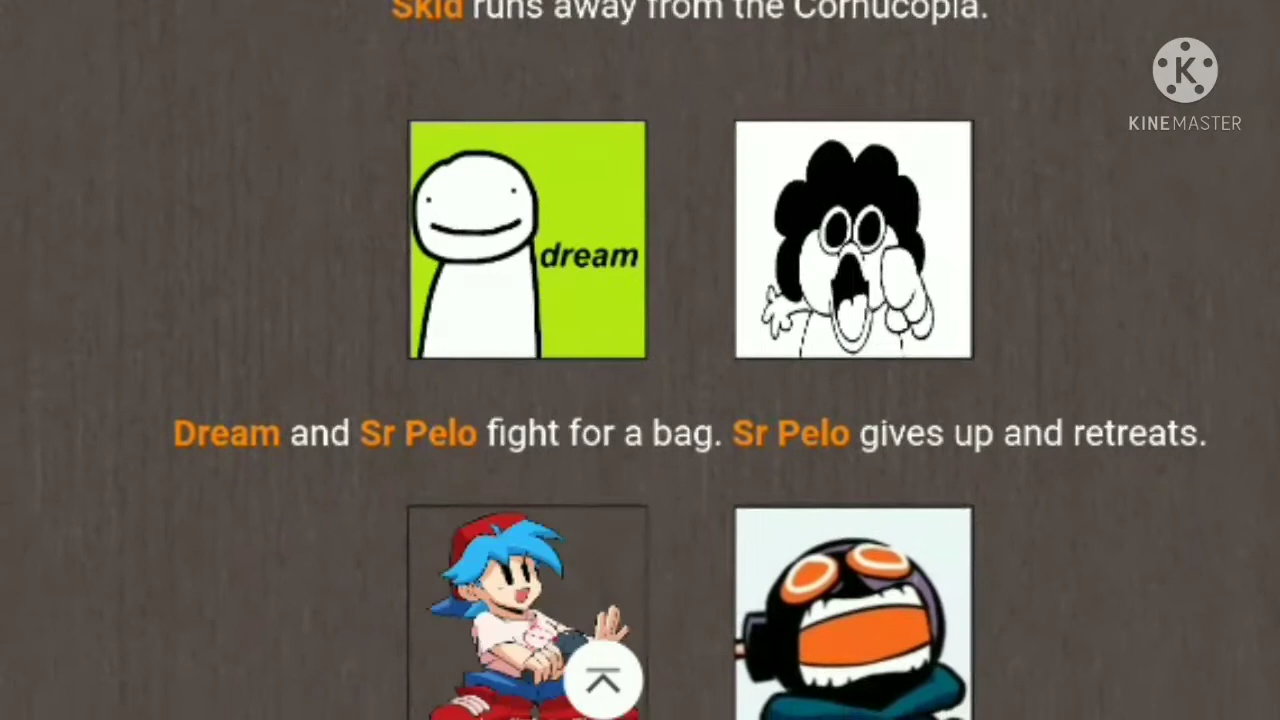 Skid runs away from the Cornucopia.
K
KINEMASTER
dream
Dream and Sr Pelo fight for a bag. Sr Pelo gives up and retreats.